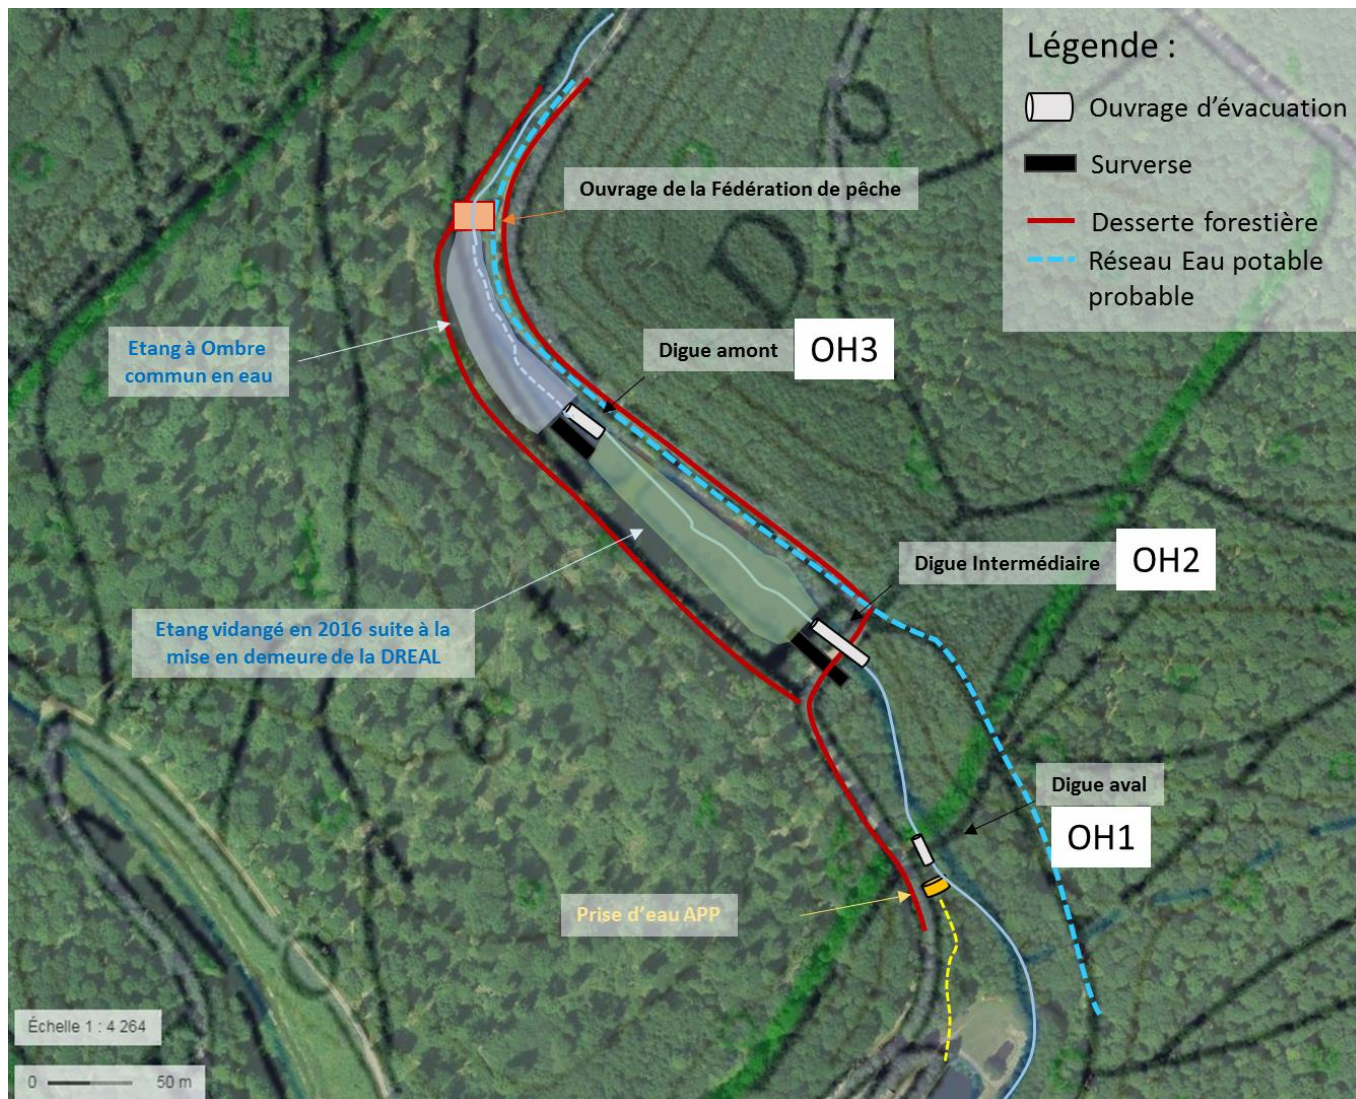 Légende :
Ouvrage d'évacuation
Surverse
Desserte forestière
Réseau Eau potable
probable
Ouvrage de la Fédération de pêche
Etang à Ombre
commun en eau
Digue amont
OH3
Digue Intermédiaire
OH2
Etang vidangé en 2016 suite à la
mise en demeure de la DREAL
Digue aval
OH1
Prise d'eau APP
Échelle 1 : 4 264
0
50 m